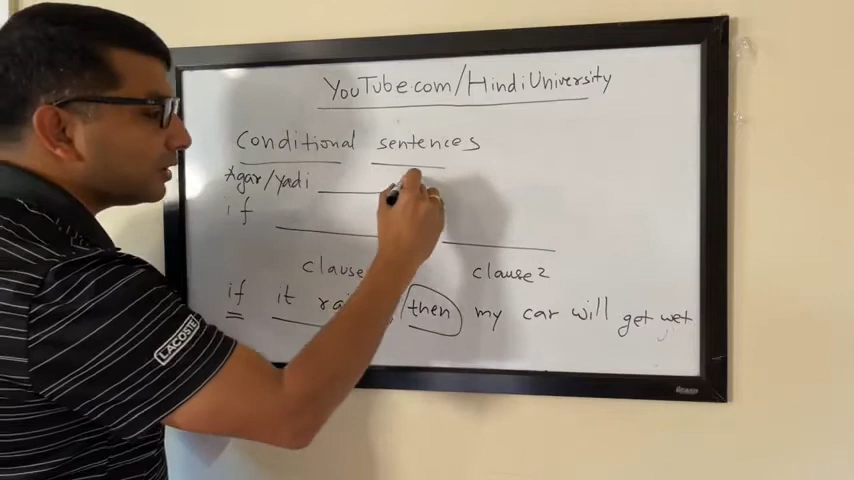 YouTube.com/HindiUniversity
Conditional sentences
Agar/Yadi
if
clause clause 2
if it then my car will get wet
LACOSTE